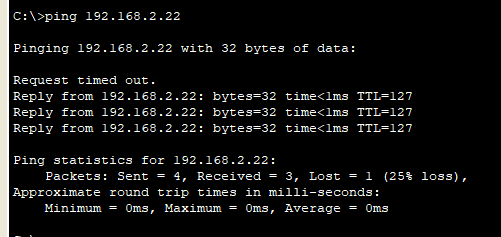 C:\>ping 192.168.2.22
Pinging 192.168.2.22 with 32 bytes of data:
Request timed out.
Reply from 192.168.2.22: bytes=32 time<1ms TTL=127
Reply from 192.168.2.22: bytes=32 time<1ms TTL=127
Reply from 192.168.2.22: bytes=32 time<1ms TTL=127
Ping statistics for 192.168.2.22:
    Packets: Sent = 4, Received = 3, Lost = 1 (25% loss),
Approximate round trip times in milli-seconds:
    Minimum = 0ms, Maximum = 0ms, Average = 0ms